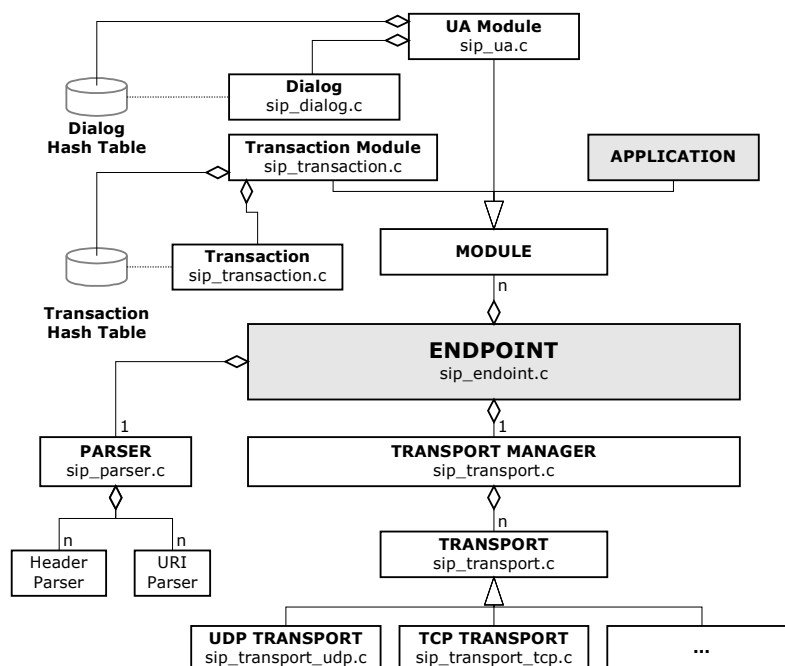 UA Module
sip_ua.c
Dialog
sip_dialog.c
Dialog
Hash Table
Transaction Module
sip_transaction.c
APPLICATION
Transaction
sip_transaction.c
MODULE
n
Transaction
Hash Table
ENDPOINT
sip_endoint.c
1
1
PARSER
sip_parser.c
TRANSPORT MANAGER
sip_transport.c
n
n
n
Header
Parser
URI
Parser
TRANSPORT
sip_transport.c
UDP TRANSPORT
sip_transport_udp.c
TCP TRANSPORT
sip_transport_tcp.c
...